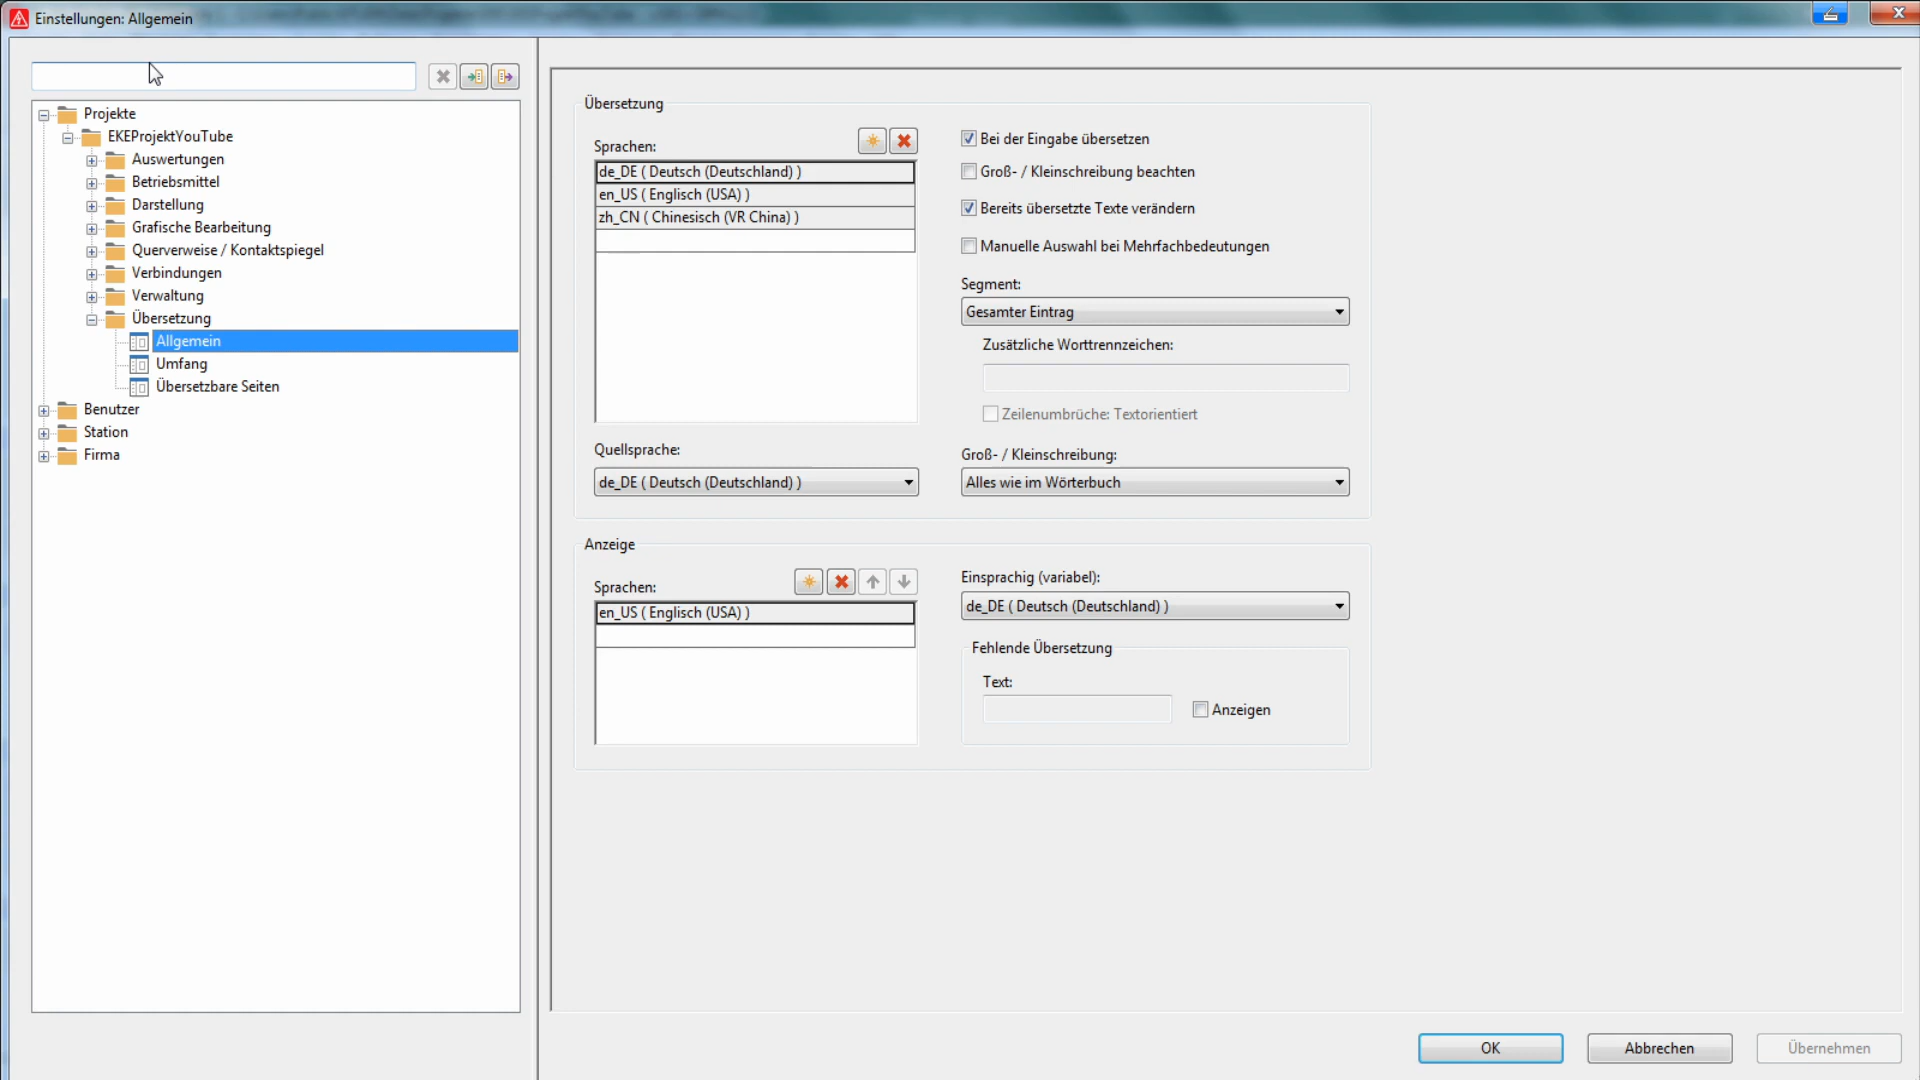 Einstellungen: Allgemein
Projekte
EKEProjektYouTube
Auswertungen
Betriebsmittel
Darstellung
Grafische Bearbeitung
Querverweise / Kontaktspiegel
Verbindungen
Verwaltung
Übersetzung
Allgemein
Umfang
Übersetzbare Seiten
Benutzer
Station
Firma
Übersetzung
Sprachen:
de_DE ( Deutsch (Deutschland) )
en_US ( Englisch (USA) )
zh_CN ( Chinesisch (VR China) )
Quellsprache:
de_DE ( Deutsch (Deutschland) )
Bei der Eingabe übersetzen
Groß- / Kleinschreibung beachten
Bereits übersetzte Texte verändern
Manuelle Auswahl bei Mehrfachbedeutungen
Segment:
Gesamter Eintrag
Zusätzliche Worttrennzeichen:
Zeilenumbrüche: Textorientiert
Groß- / Kleinschreibung:
Alles wie im Wörterbuch
Anzeige
Sprachen:
en_US ( Englisch (USA) )
Einsprachig (variabel):
de_DE ( Deutsch (Deutschland) )
Fehlende Übersetzung
Text:
Anzeigen
OK
Abbrechen
Übernehmen